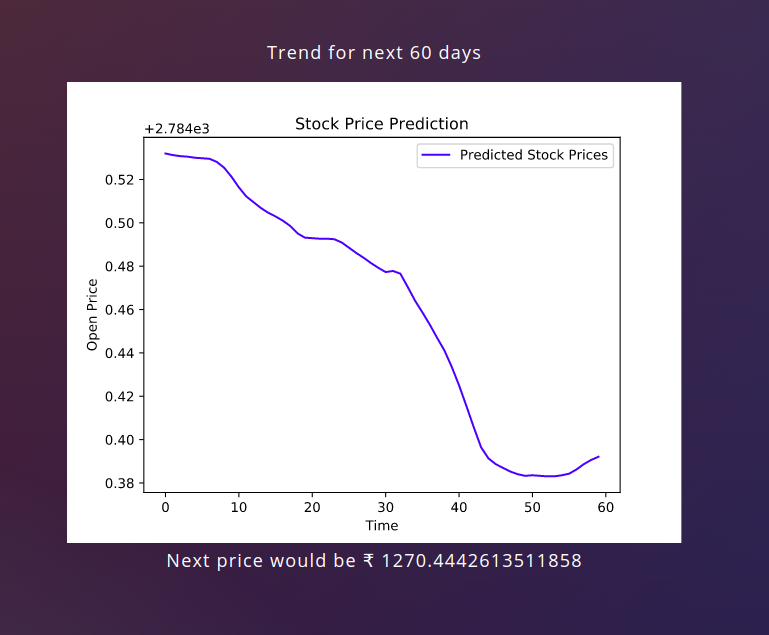 Trend for next 60 days
Stock Price Prediction
+2.784e3
Predicted Stock Prices
0.52
0.50
0.48
0.46
0.44
0.42
0.40
0.38
Open Price
0 10 20 30 40 50 60
Time
Next price would be ₹ 1270.4442613511858